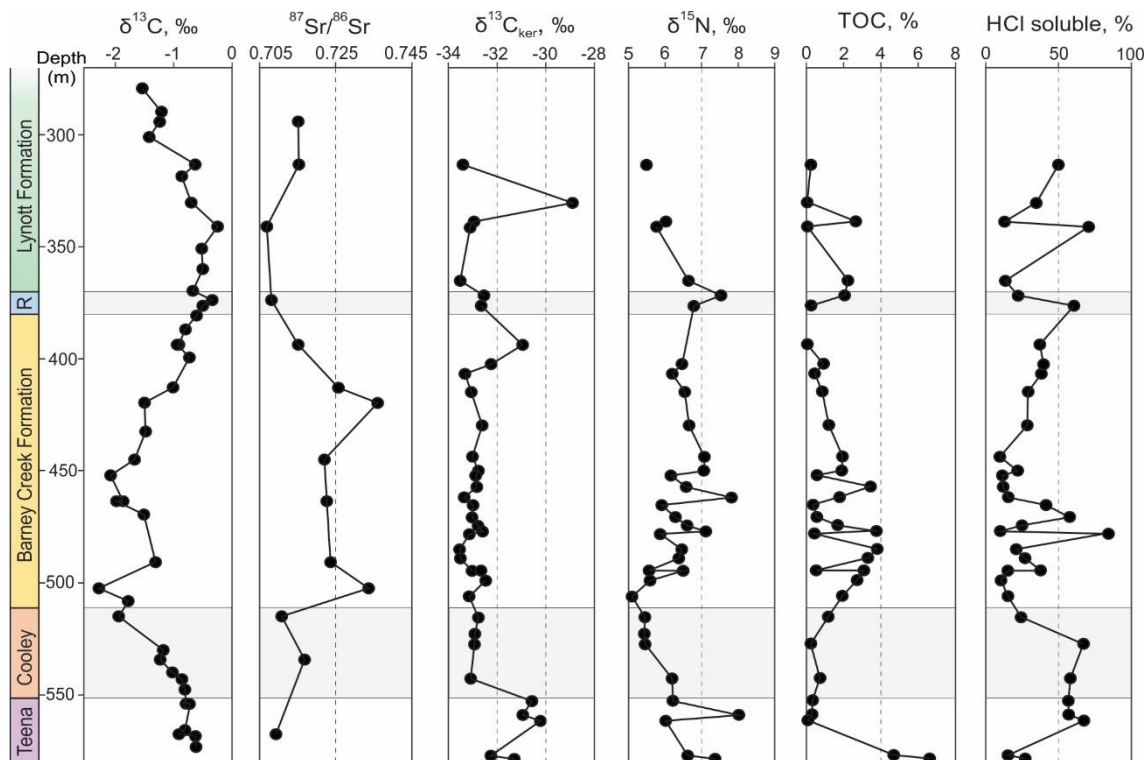 δ¹³C, ‰ ⁸⁷Sr/⁸⁶Sr δ¹³Cker, ‰ δ¹⁵N, ‰ TOC, % HCl soluble, %
Depth (m)
-2 -1 0 0.705 0.725 0.745 -34 -32 -30 -28 5 6 7 8 9 0 2 4 6 8 0 50 100
300
350
400
450
500
550
Lynott Formation
R
Barney Creek Formation
Cooley
Teena